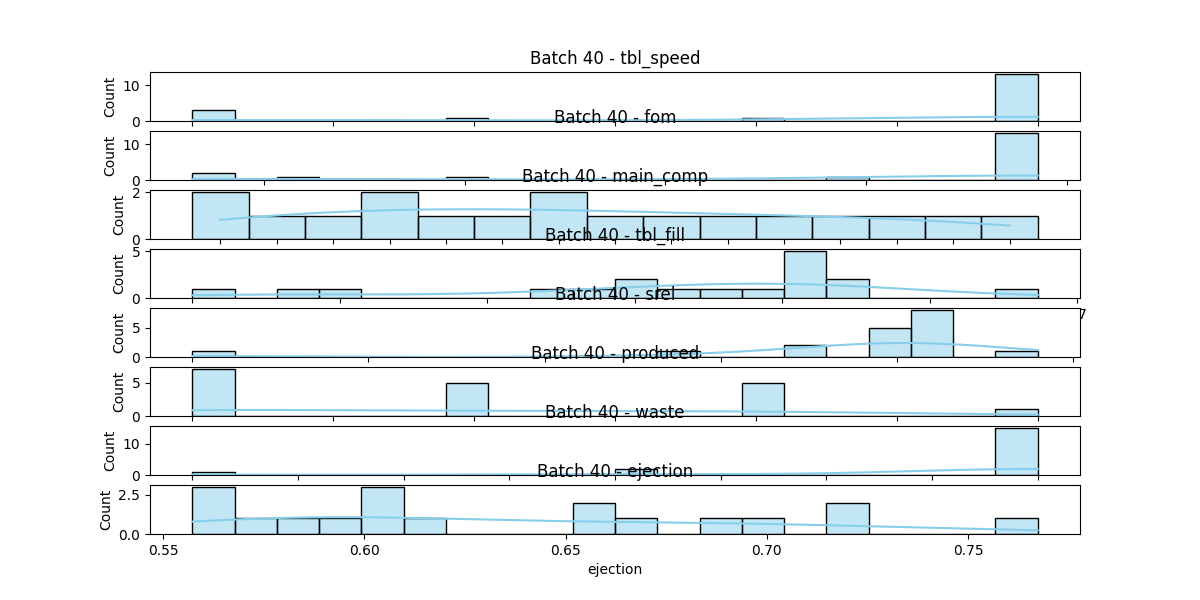 Batch 40 - tbl_speed
Count
10
0
Batch 40 - fom
Count
10
0
Batch 40 - main_comp
Count
2
0
Batch 40 - tbl_fill
Count
5
0
Batch 40 - srel
7
Count
5
0
Batch 40 - produced
Count
5
0
Batch 40 - waste
Count
10
0
Batch 40 - ejection
Count
2.5
0.0
0.55 0.60 0.65 0.70 0.75
ejection